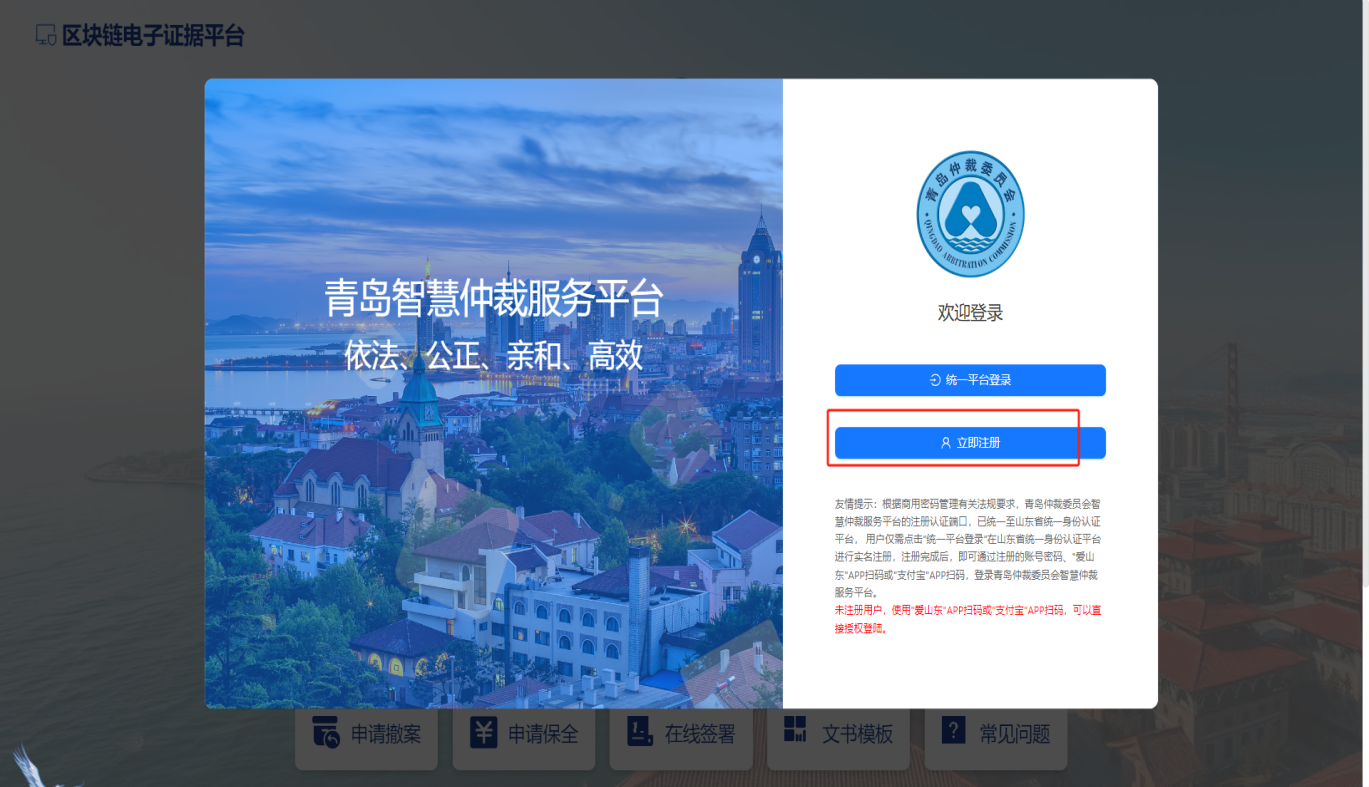 区块链电子证据平台
青岛仲裁委员会
QINGDAO ARBITRATION COMMISSION
青岛智慧仲裁服务平台
依法、公正、亲和、高效
欢迎登录
统一平台登录
立即注册
友情提示：根据商用密码管理有关法规要求，青岛仲裁委员会智
慧仲裁服务平台的注册认证端口，已统一至山东省统一身份认证
平台， 用户仅需点击“统一平台登录”在山东省统一身份认证平台
进行实名注册，注册完成后，即可通过注册的账号密码、“爱山
东”APP扫码或“支付宝”APP扫码，登录青岛仲裁委员会智慧仲裁
服务平台。
未注册用户，使用“爱山东”APP扫码或“支付宝”APP扫码，可以直
接授权登陆。
申请撤案
申请保全
在线签署
文书模板
常见问题